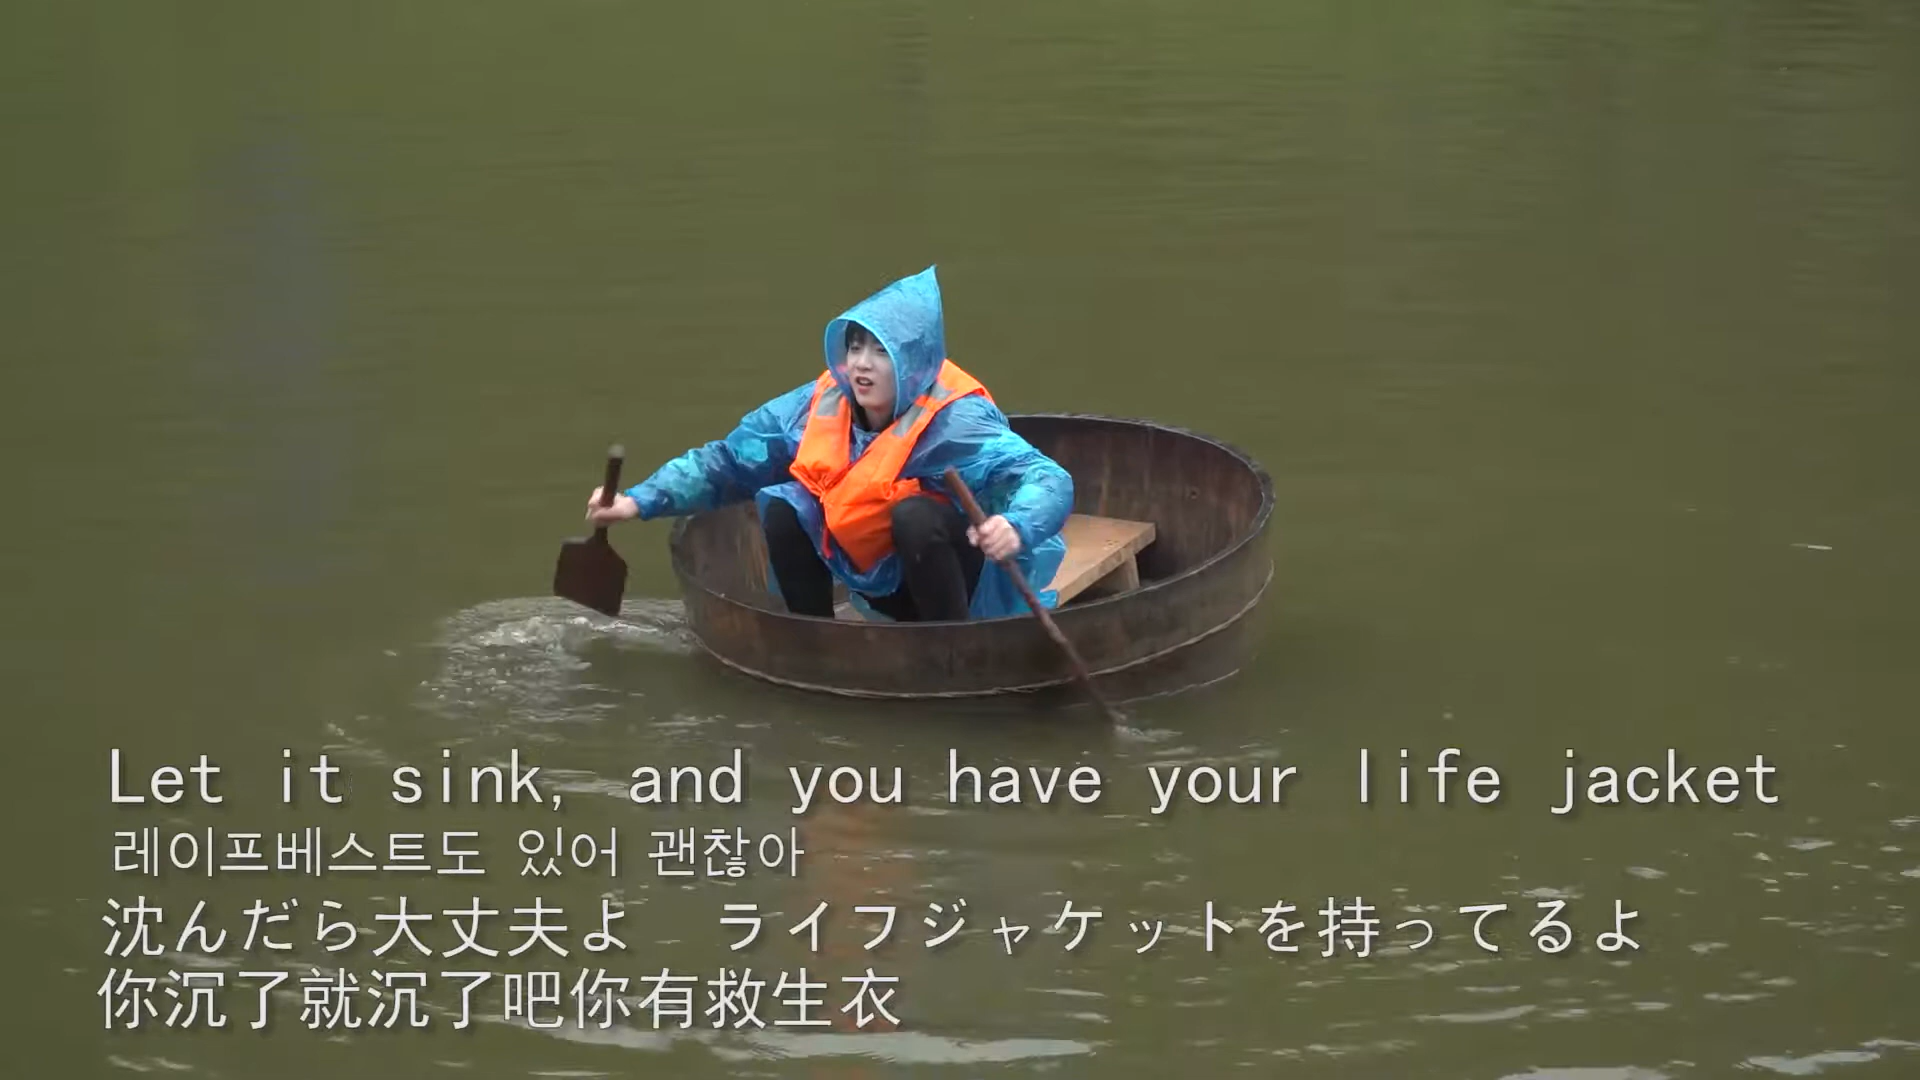 Let it sink, and you have your life jacket
레이프베스트도 있어 괜찮아
沈んだら大丈夫よ　ライフジャケットを持ってるよ
你沉了就沉了吧你有救生衣